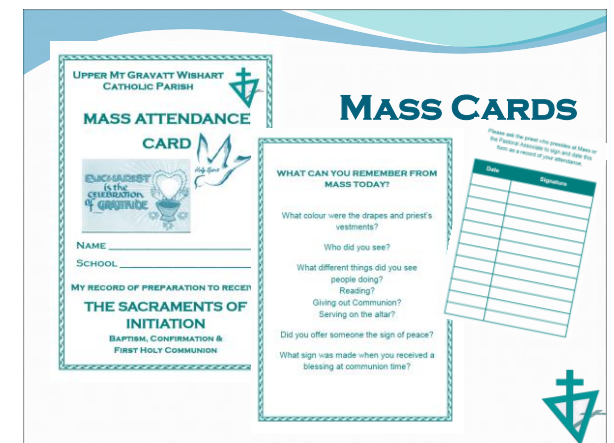 MASS CARDS
UPPER MT GRAVATT WISHART
CATHOLIC PARISH
MASS ATTENDANCE
CARD
Holy Spirit
EUCHARIST
is the
CELEBRATION
of GRATITUDE
NAME
SCHOOL
MY RECORD OF PREPARATION TO RECEIV
THE SACRAMENTS OF
INITIATION
BAPTISM, CONFIRMATION &
FIRST HOLY COMMUNION
WHAT CAN YOU REMEMBER FROM
MASS TODAY?
What colour were the drapes and priest's
vestments?
Who did you see?
What different things did you see
people doing?
Reading?
Giving out Communion?
Serving on the altar?
Did you offer someone the sign of peace?
What sign was made when you received a
blessing at communion time?
Please ask the priest who presides at Mass or
the Pastoral Associate to sign and date this
form as a record of your attendance.
Date Signature